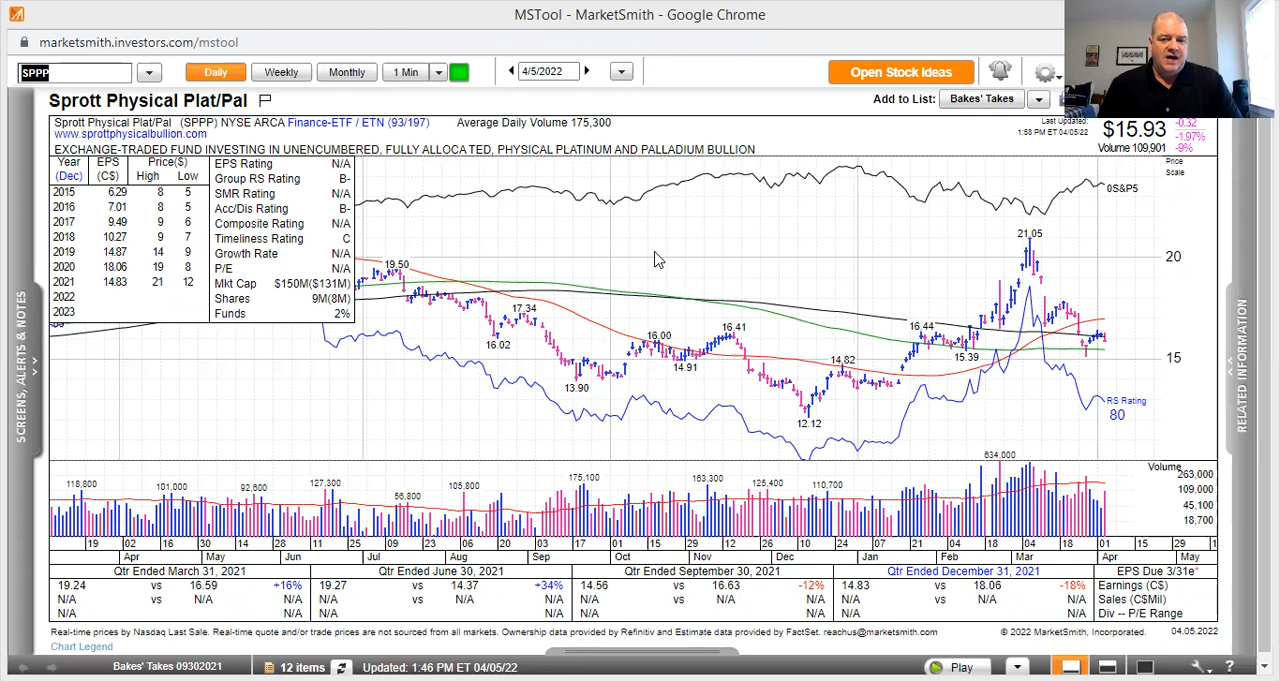 MSTool - MarketSmith - Google Chrome
marketsmith.investors.com/mstool
SPPP Daily Weekly Monthly 1 Min 4/5/2022 Open Stock Ideas
Sprott Physical Plat/Pal Add to List: Bakes' Takes
Sprott Physical Plat/Pal (SPPP) NYSE ARCA Finance-ETF / ETN (93/197) Average Daily Volume 175,300
www.sprottphysicalbullion.com
EXCHANGE-TRADED FUND INVESTING IN UNENCUMBERED, FULLY ALLOCA TED, PHYSICAL PLATINUM AND PALLADIUM BULLION
Last Updated:
1:58 PM ET 04/05/22
$15.93 -0.32
-1.97%
Volume 109,901 -9%
Year EPS Price($)
(Dec) (C$) High Low
2015 6.29 8 5
2016 7.01 8 5
2017 9.49 9 6
2018 10.27 9 7
2019 14.87 14 9
2020 18.06 19 8
2021 14.83 21 12
2022
2023
EPS Rating N/A
Group RS Rating B-
SMR Rating N/A
Acc/Dis Rating B-
Composite Rating N/A
Timeliness Rating C
Growth Rate N/A
P/E N/A
Mkt Cap $150M($131M)
Shares 9M(8M)
Funds 2%
Price
Scale
0S&P5
21.05
20
19.50
17.34
16.02
16.00
16.41
16.44
15.39
15
14.91
14.82
13.90
12.12
RS Rating
80
634,000
Volume
118,800 101,000 92,600 127,300 56,800 105,800 175,100 163,300 125,400 110,700
263,000
109,000
45,100
18,700
19 02 16 30 14 28 11 25 09 23 06 20 03 17 01 15 29 12 26 10 24 07 21 04 18 04 18 01 15 29 1
Apr May Jun Jul Aug Sep Oct Nov Dec Jan Feb Mar Apr May
Qtr Ended March 31, 2021 Qtr Ended June 30, 2021 Qtr Ended September 30, 2021 Qtr Ended December 31, 2021 EPS Due 3/31e*
19.24 vs 16.59 +16% 19.27 vs 14.37 +34% 14.56 vs 16.63 -12% 14.83 vs 18.06 -18% Earnings (C$)
N/A vs N/A N/A N/A vs N/A N/A N/A vs N/A N/A N/A vs N/A N/A Sales (C$Mil)
N/A N/A N/A N/A N/A N/A N/A N/A Div -- P/E Range
Real-time prices by Nasdaq Last Sale. Real-time quote and/or trade prices are not sourced from all markets. Ownership data provided by Refinitiv and Estimate data provided by FactSet. reachus@marketsmith.com © 2022 MarketSmith, Incorporated. 04.05.2022
Chart Legend
SCREENS, ALERTS & NOTES
RELATED INFORMATION
Bakes' Takes 09302021 12 items Updated: 1:46 PM ET 04/05/22 Play ?